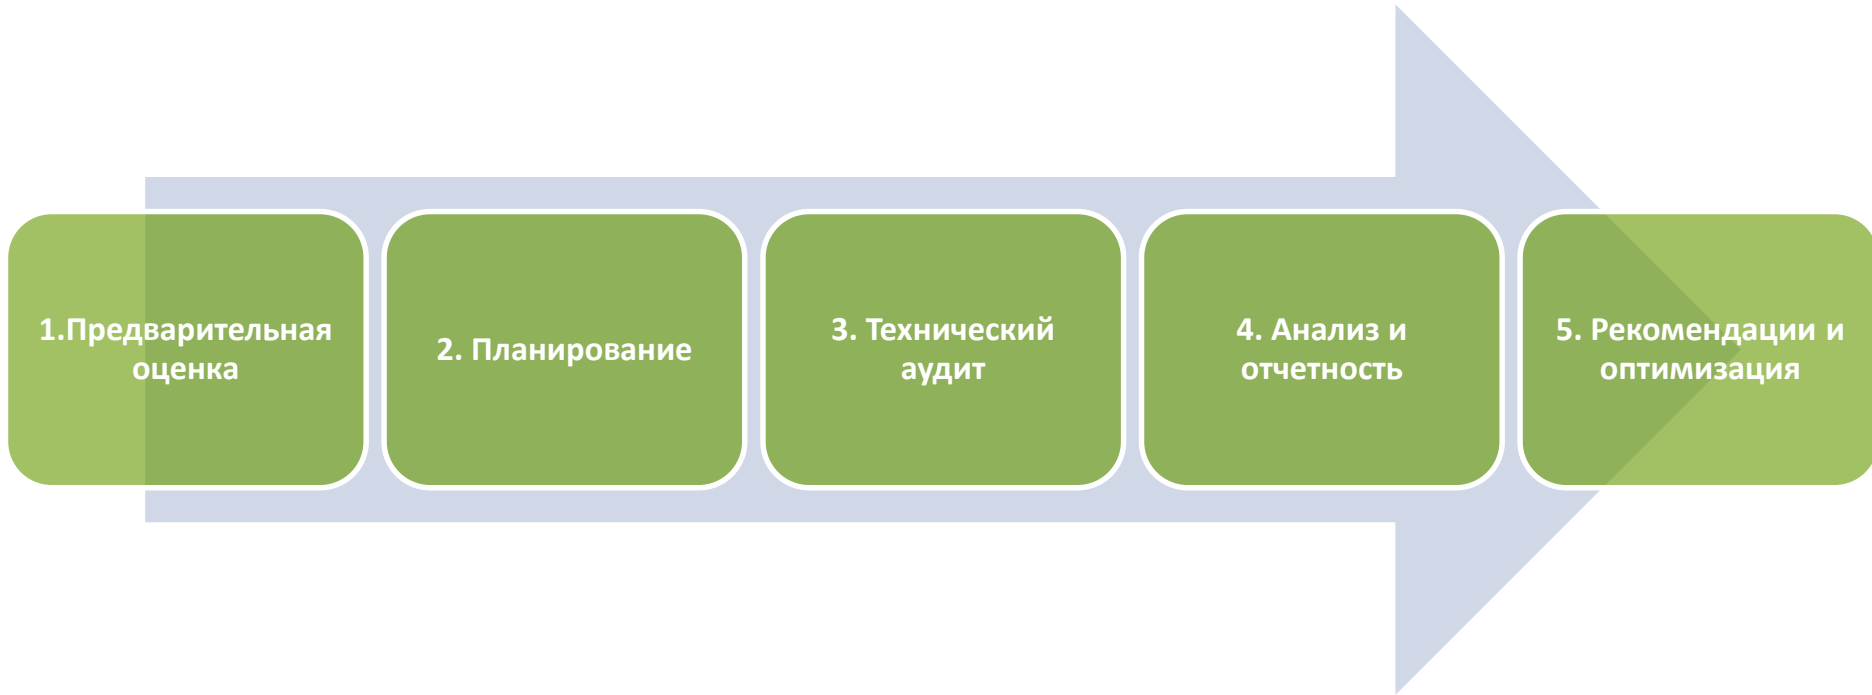 1.Предварительная
оценка
2. Планирование
3. Технический
аудит
4. Анализ и
отчетность
5. Рекомендации и
оптимизация